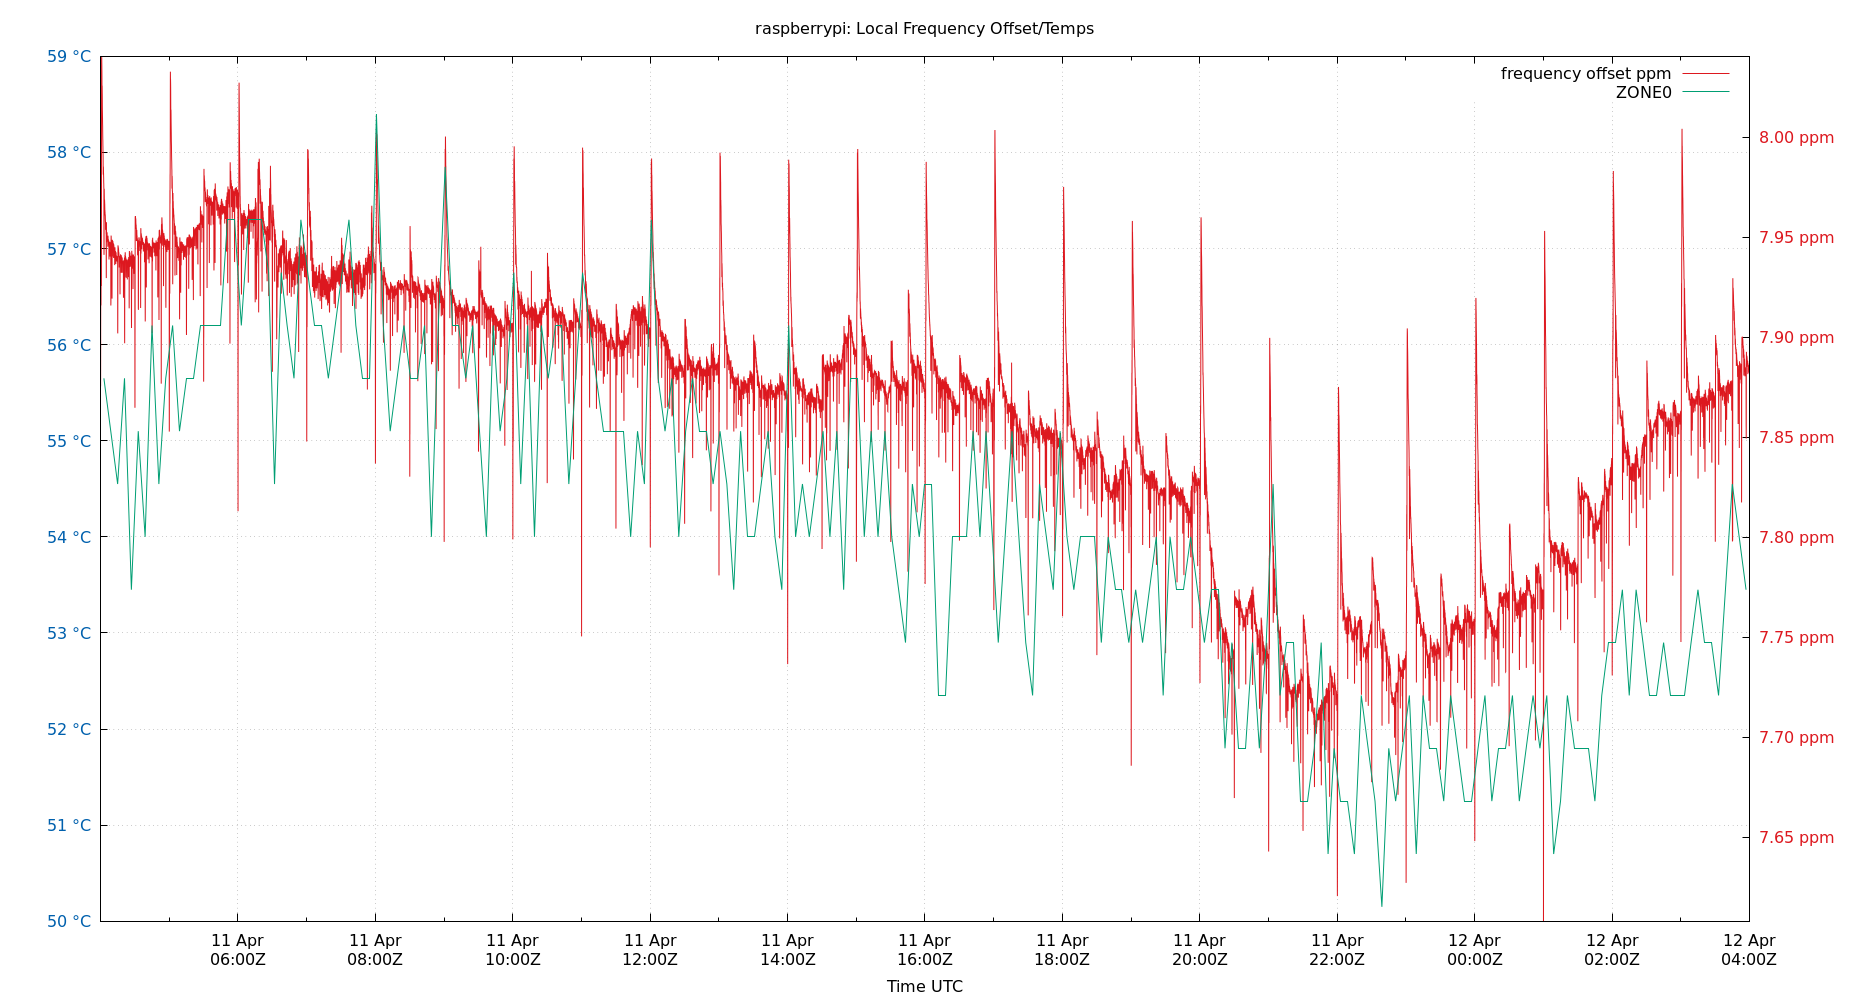 raspberrypi: Local Frequency Offset/Temps
frequency offset ppm
ZONE0
59 °C
58 °C
57 °C
56 °C
55 °C
54 °C
53 °C
52 °C
51 °C
50 °C
8.00 ppm
7.95 ppm
7.90 ppm
7.85 ppm
7.80 ppm
7.75 ppm
7.70 ppm
7.65 ppm
11 Apr
06:00Z
11 Apr
08:00Z
11 Apr
10:00Z
11 Apr
12:00Z
11 Apr
14:00Z
11 Apr
16:00Z
11 Apr
18:00Z
11 Apr
20:00Z
11 Apr
22:00Z
12 Apr
00:00Z
12 Apr
02:00Z
12 Apr
04:00Z
Time UTC